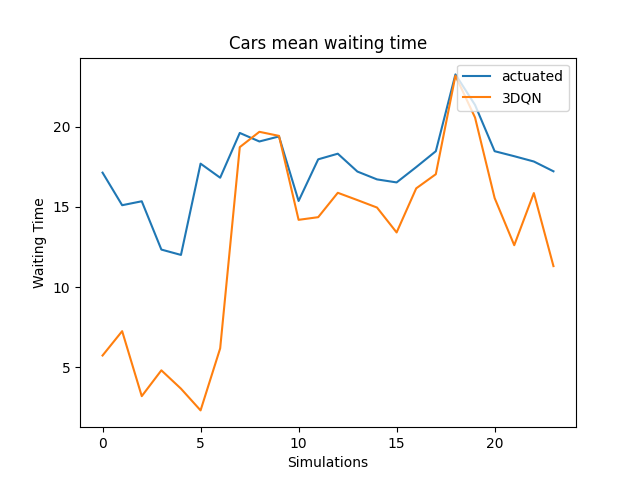 Cars mean waiting time
actuated
3DQN
20
15
10
5
Waiting Time
0 5 10 15 20
Simulations